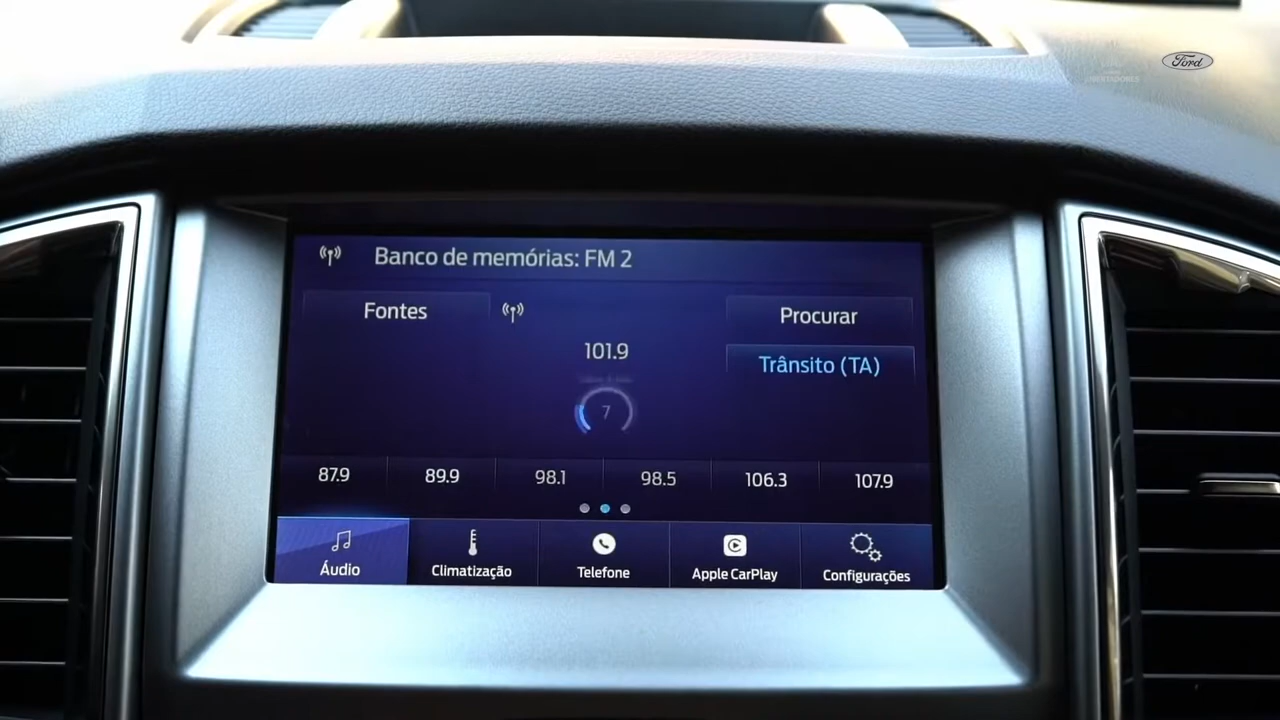 Ford
Banco de memórias: FM 2
Fontes
Procurar
101.9
Trânsito (TA)
7
87.9 89.9 98.1 98.5 106.3 107.9
Áudio Climatização Telefone Apple CarPlay Configurações